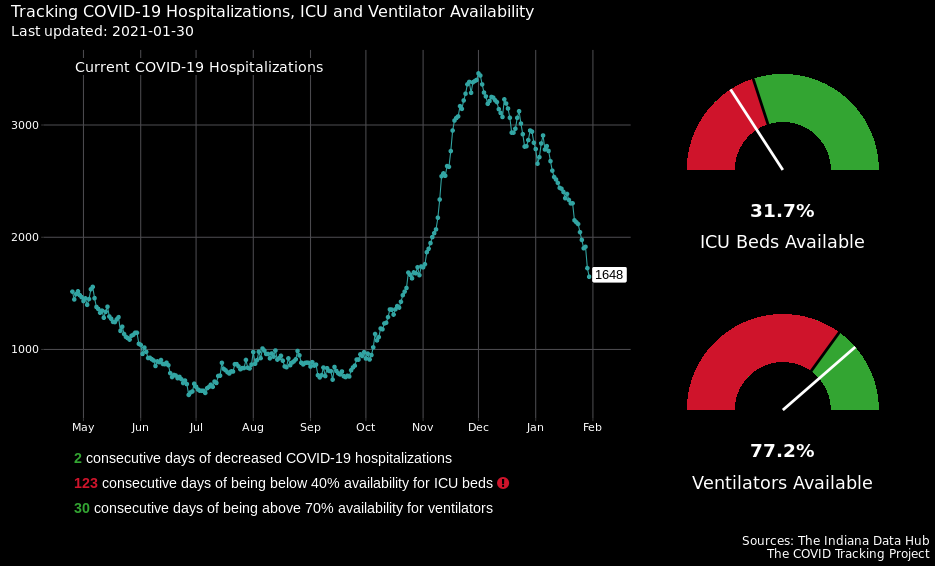 Tracking COVID-19 Hospitalizations, ICU and Ventilator Availability
Last updated: 2021-01-30
Current COVID-19 Hospitalizations
3000
2000
1000
1648
May Jun Jul Aug Sep Oct Nov Dec Jan Feb
31.7%
ICU Beds Available
77.2%
Ventilators Available
2 consecutive days of decreased COVID-19 hospitalizations
123 consecutive days of being below 40% availability for ICU beds !
30 consecutive days of being above 70% availability for ventilators
Sources: The Indiana Data Hub
The COVID Tracking Project